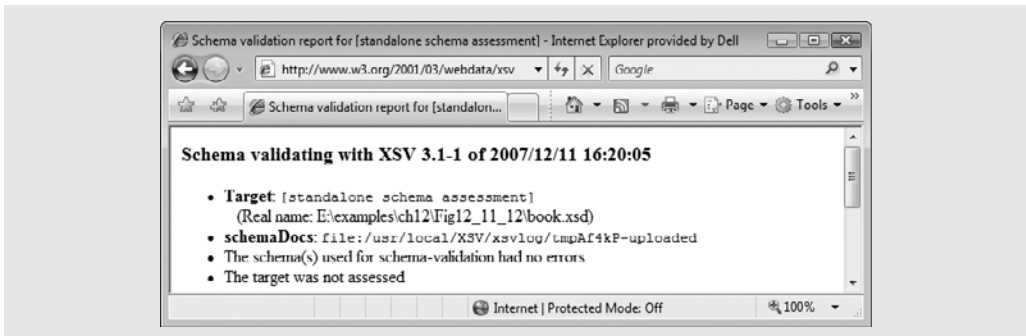 Schema validation report for [standalone schema assessment] - Internet Explorer provided by Dell
http://www.w3.org/2001/03/webdata/xsv
Google
Schema validation report for [standalon...
Page
Tools
»
Schema validating with XSV 3.1-1 of 2007/12/11 16:20:05
• Target: [standalone schema assessment]
(Real name: E:\examples\ch12\Fig12_11_12\book.xsd)
• schemaDocs: file:/usr/local/XSV/xsvlog/tmpAf4kP-uploaded
• The schema(s) used for schema-validation had no errors
• The target was not assessed
Internet | Protected Mode: Off
100%